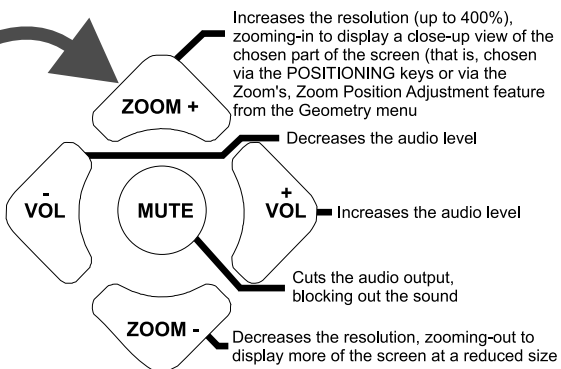 Increases the resolution (up to 400%),
zooming-in to display a close-up view of the
chosen part of the screen (that is, chosen
via the POSITIONING keys or via the
Zoom's, Zoom Position Adjustment feature
from the Geometry menu
ZOOM +
Decreases the audio level
-
VOL
MUTE
+
VOL
Increases the audio level
Cuts the audio output,
blocking out the sound
ZOOM -
Decreases the resolution, zooming-out to
display more of the screen at a reduced size